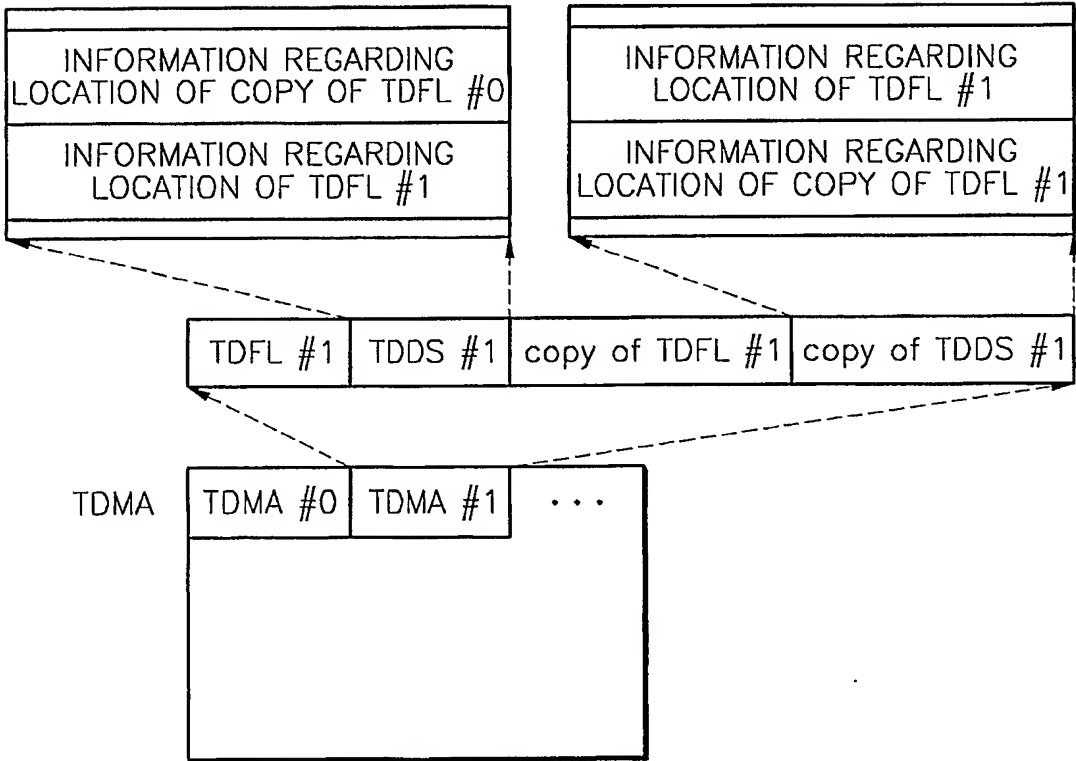 INFORMATION REGARDING
LOCATION OF COPY OF TDFL #0
INFORMATION REGARDING
LOCATION OF TDFL #1
INFORMATION REGARDING
LOCATION OF TDFL #1
INFORMATION REGARDING
LOCATION OF COPY OF TDFL #1
TDFL #1 TDDS #1 copy of TDFL #1 copy of TDDS #1
TDMA TDMA #0 TDMA #1 ...